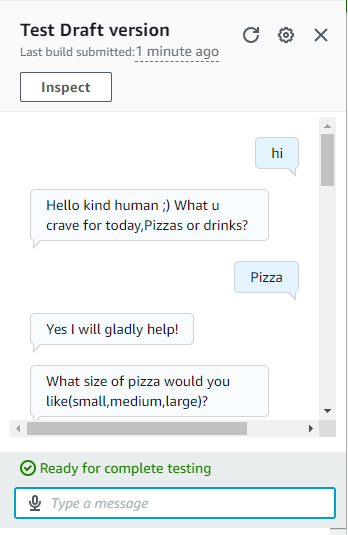 Test Draft version
Last build submitted:1 minute ago
Inspect
hi
Hello kind human ;) What u
crave for today,Pizzas or drinks?
Pizza
Yes I will gladly help!
What size of pizza would you
like(small,medium,large)?
Ready for complete testing
Type a message